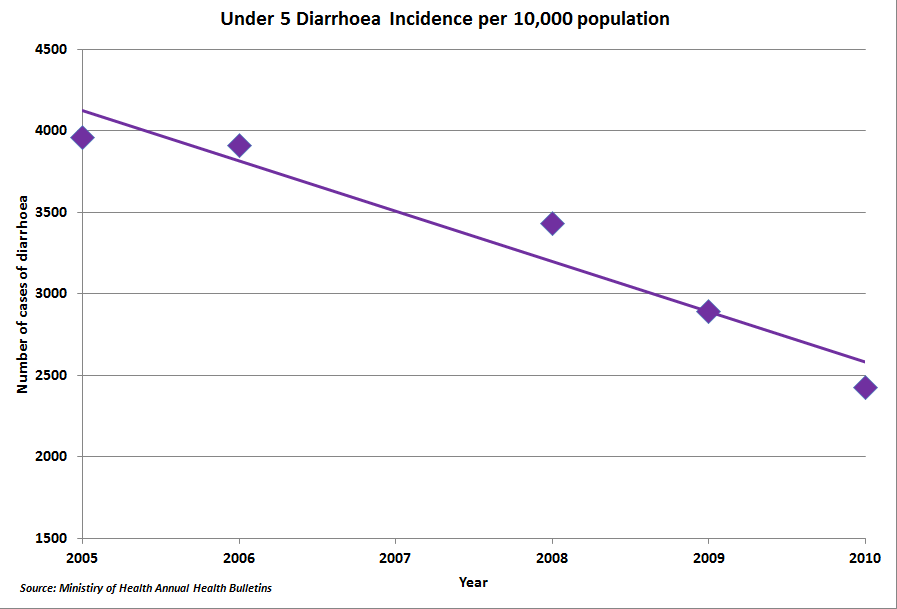 Under 5 Diarrhoea Incidence per 10,000 population
4500
4000
3500
3000
2500
2000
1500
Number of cases of diarrhoea
2005 2006 2007 2008 2009 2010
Year
Source: Ministiry of Health Annual Health Bulletins